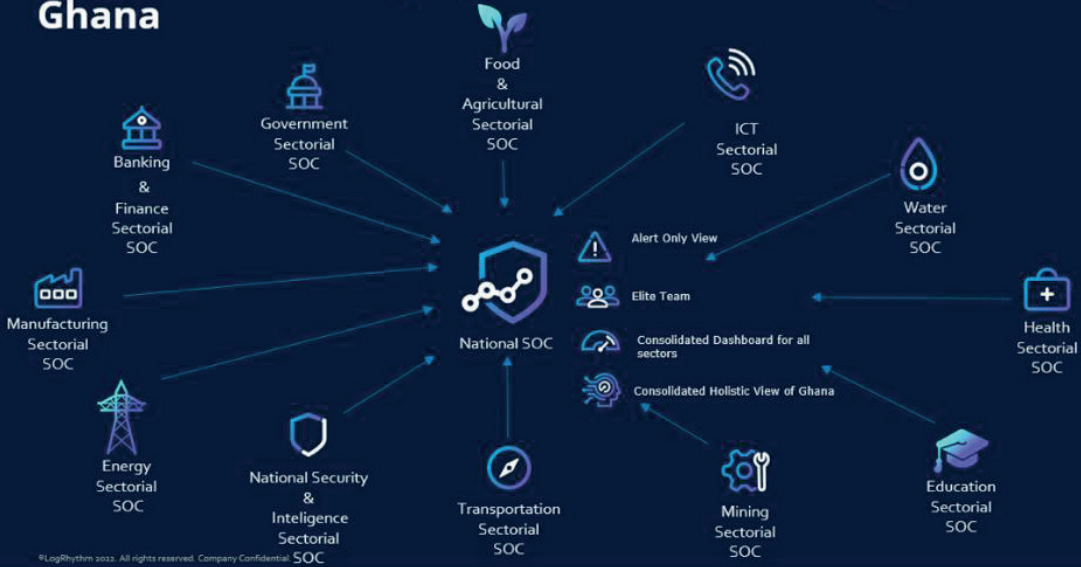 Ghana
Food
&
Agricultural
Sectorial
SOC
Government
Sectorial
SOC
ICT
Sectorial
SOC
Banking
&
Finance
Sectorial
SOC
Water
Sectorial
SOC
Alert Only View
Elite Team
National SOC
Consolidated Dashboard for all
sectors
Consolidated Holistic View of Ghana
Manufacturing
Sectorial
SOC
Health
Sectorial
SOC
Energy
Sectorial
SOC
National Security
&
Inteligence
Sectorial
SOC
Transportation
Sectorial
SOC
Mining
Sectorial
SOC
Education
Sectorial
SOC
©LogRhythm 2022. All rights reserved. Company Confidential.